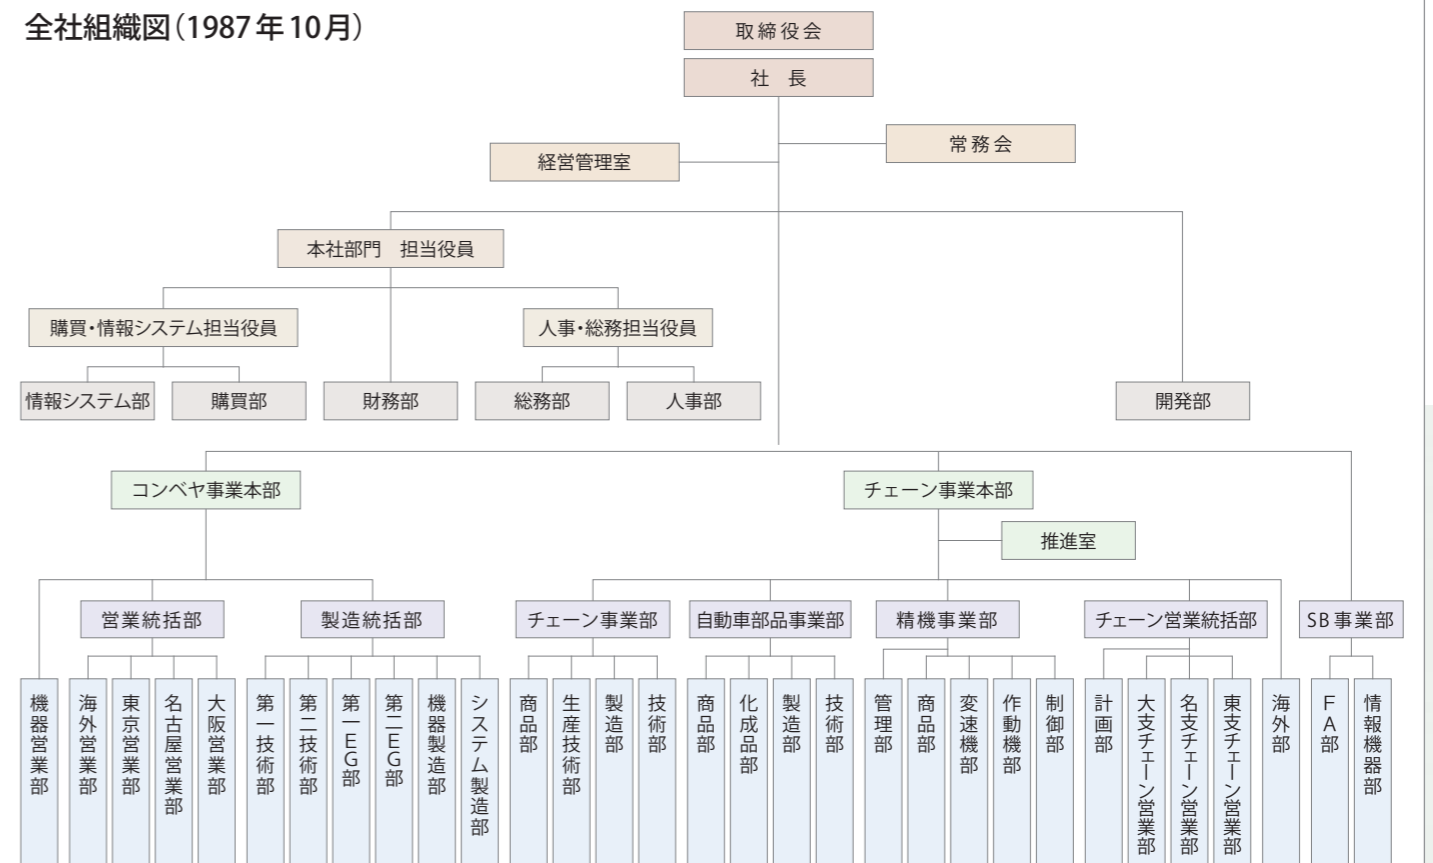 全社組織図（1987年10月）
取締役会
社 長
常務会
経営管理室
本社部門 担当役員
購買・情報システム担当役員
人事・総務担当役員
情報システム部
購買部
財務部
総務部
人事部
開発部
コンベヤ事業本部
チェーン事業本部
推進室
営業統括部
製造統括部
チェーン事業部
自動車部品事業部
精機事業部
チェーン営業統括部
SB事業部
機器営業部
海外営業部
東京営業部
名古屋営業部
大阪営業部
第一技術部
第二技術部
第一EG部
第二EG部
機器製造部
システム製造部
商品部
生産技術部
製造部
技術部
商品部
化成品部
製造部
技術部
管理部
商品部
変速機部
作動機部
制御部
計画部
大支チェーン営業部
名支チェーン営業部
東支チェーン営業部
海外部
FA部
情報機器部